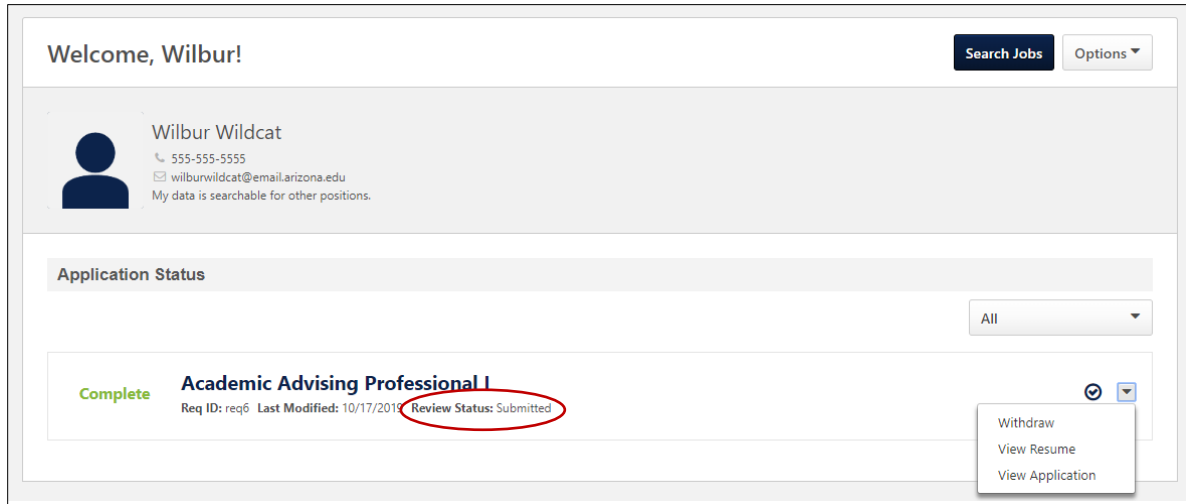 Welcome, Wilbur!
Search Jobs
Options
Wilbur Wildcat
555-555-5555
wilburwildcat@email.arizona.edu
My data is searchable for other positions.
Application Status
All
Complete
Academic Advising Professional I
Req ID: req6 Last Modified: 10/17/2019 Review Status: Submitted
Withdraw
View Resume
View Application